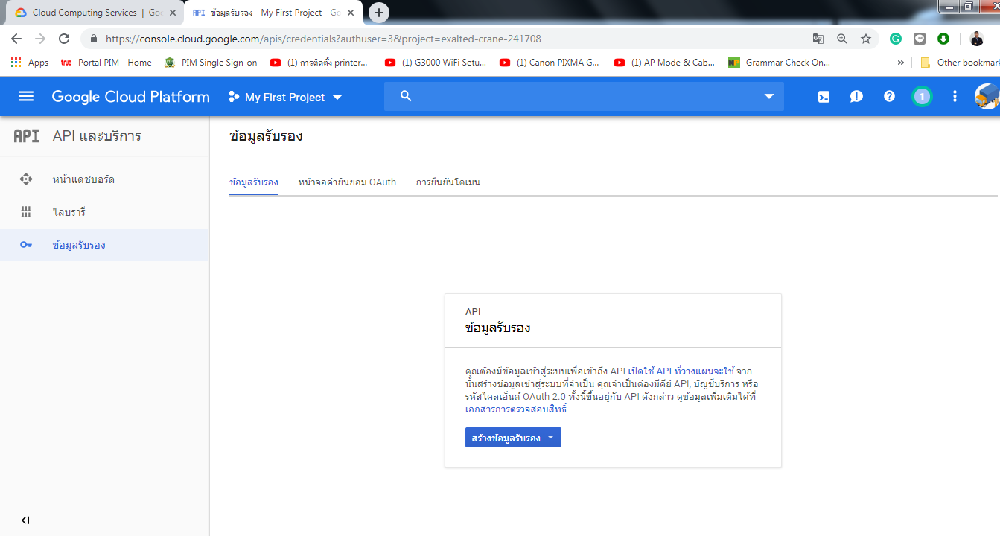 Cloud Computing Services | Goo
API ข้อมูลรับรอง - My First Project - Go
https://console.cloud.google.com/apis/credentials?authuser=3&project=exalted-crane-241708
Apps true Portal PIM - Home PIM Single Sign-on (1) การติดตั้ง printer... (1) G3000 WiFi Setu... (1) Canon PIXMA G... (1) AP Mode & Cab... Grammar Check On... » Other bookmark
Google Cloud Platform My First Project 1
API API และบริการ
ข้อมูลรับรอง
หน้าแดชบอร์ด
ไลบรารี
ข้อมูลรับรอง
ข้อมูลรับรอง หน้าจอคำยินยอม OAuth การยืนยันโดเมน
API
ข้อมูลรับรอง
คุณต้องมีข้อมูลเข้าสู่ระบบเพื่อเข้าถึง API เปิดใช้ API ที่วางแผนจะใช้ จาก
นั้นสร้างข้อมูลเข้าสู่ระบบที่จำเป็น คุณจำเป็นต้องมีคีย์ API, บัญชีบริการ หรือ
รหัสไคลเอ็นต์ OAuth 2.0 ทั้งนี้ขึ้นอยู่กับ API ดังกล่าว ดูข้อมูลเพิ่มเติมได้ที่
เอกสารการตรวจสอบสิทธิ์
สร้างข้อมูลรับรอง